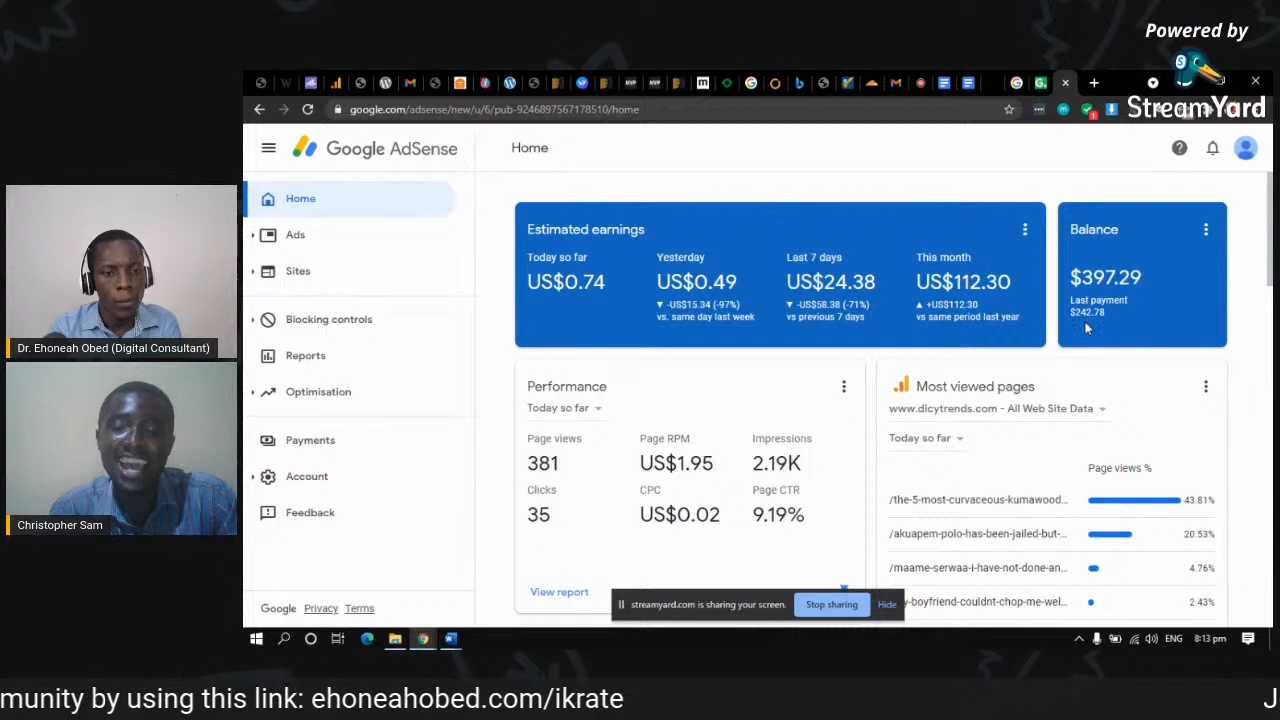 Powered by
StreamYard
google.com/adsense/new/u/6/pub-9246897567178510/home
Google AdSense
Home
Home
Ads
Sites
Blocking controls
Reports
Optimisation
Payments
Account
Feedback
Google Privacy Terms
Estimated earnings
Today so far
US$0.74
Yesterday
US$0.49
▼ -US$15.34 (-97%)
vs. same day last week
Last 7 days
US$24.38
▼ -US$58.38 (-71%)
vs previous 7 days
This month
US$112.30
▲ +US$112.30
vs same period last year
Balance
$397.29
Last payment
$242.78
Performance
Today so far
Page views
381
Page RPM
US$1.95
Impressions
2.19K
Clicks
35
CPC
US$0.02
Page CTR
9.19%
View report
Most viewed pages
www.dicytrends.com - All Web Site Data
Today so far
Page views %
/the-5-most-curvaceous-kumawood... 43.81%
/akuapem-polo-has-been-jailed-but-... 20.53%
/maame-serwaa-i-have-not-done-an... 4.76%
y-boyfriend-couldnt-chop-me-wel... 2.43%
streamyard.com is sharing your screen. Stop sharing Hide
ENG 8:13 pm
Dr. Ehoneah Obed (Digital Consultant)
Christopher Sam
munity by using this link: ehoneahobed.com/ikrate J